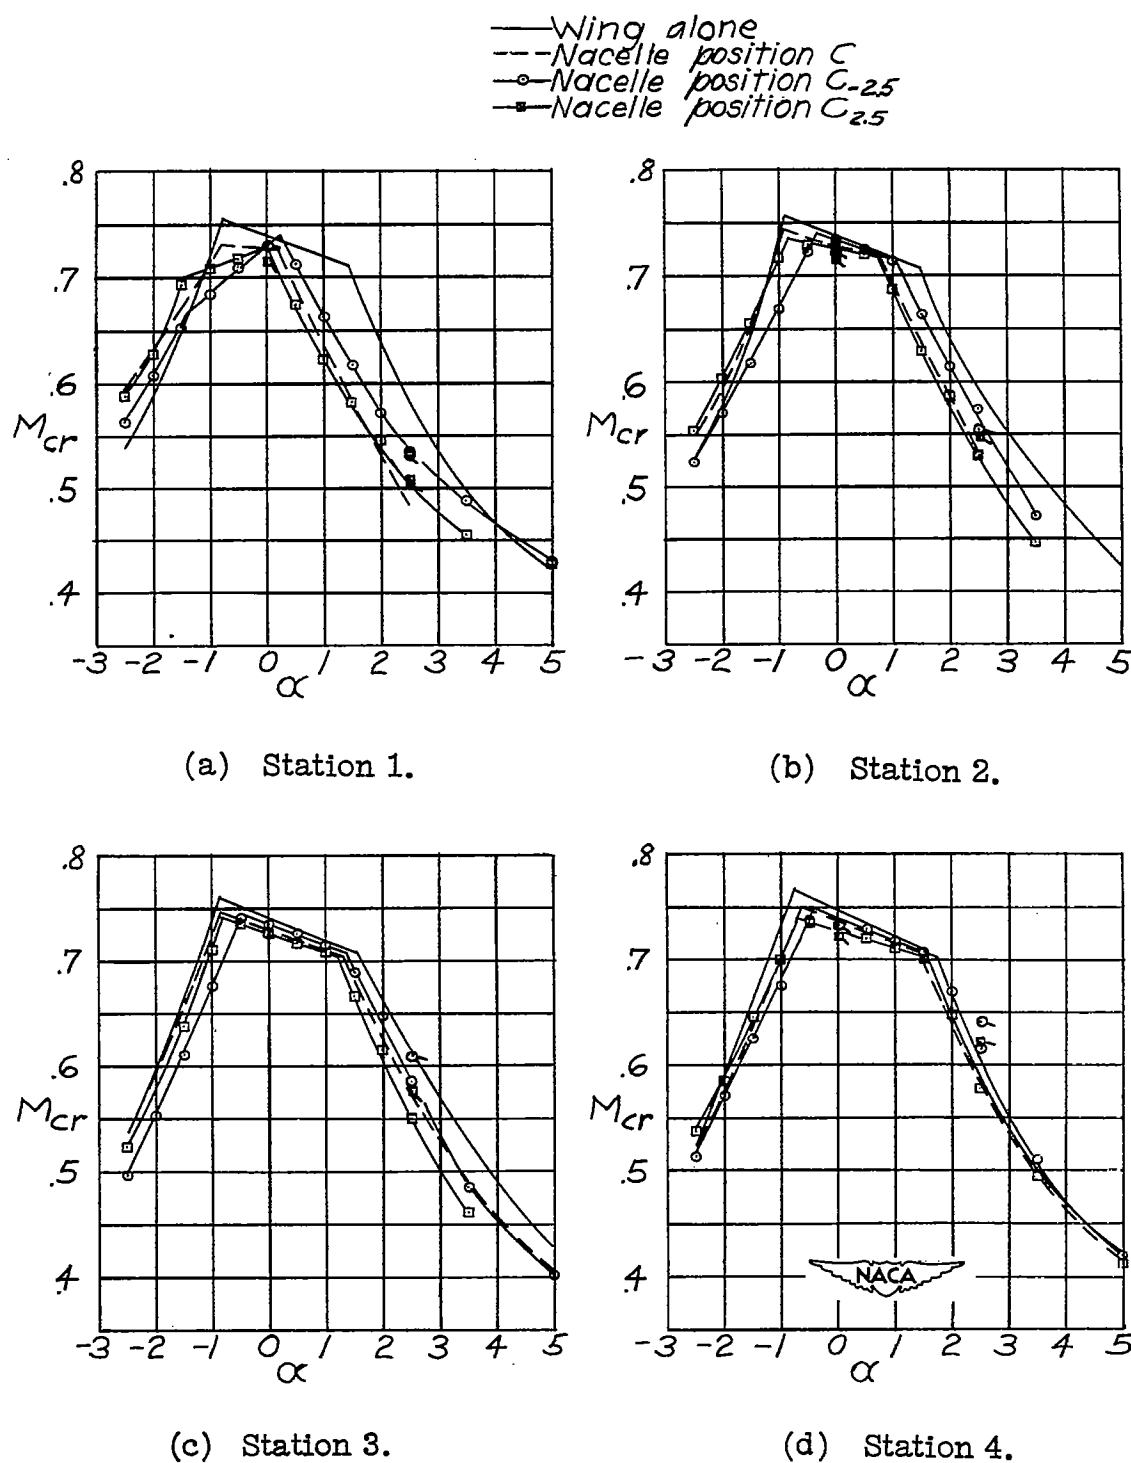 Wing alone
Nacelle position C
Nacelle position C-2.5
Nacelle position C2.5
.8
.7
.6
Mcr
.5
.4
-3 -2 -1 0 1 2 3 4 5
α
.8
.7
.6
Mcr
.5
.4
-3 -2 -1 0 1 2 3 4 5
α
(a) Station 1.
(b) Station 2.
.8
.7
.6
Mcr
.5
.4
-3 -2 -1 0 1 2 3 4 5
α
.8
.7
.6
Mcr
.5
.4
NACA
-3 -2 -1 0 1 2 3 4 5
α
(c) Station 3.
(d) Station 4.